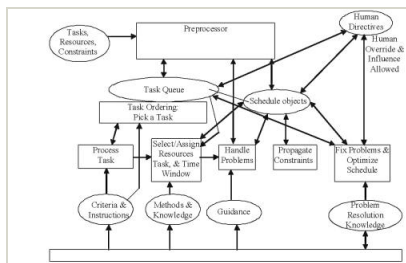 Tasks,
Resources,
Constraints
Preprocessor
Human
Directives
Human
Override &
Influence
Allowed
Task Queue
Schedule objects
Task Ordering:
Pick a Task
Process
Task
Select/Assign
Resources
Task, & Time
Window
Handle
Problems
Propagate
Constraints
Fix Problems &
Optimize
Schedule
Criteria &
Instructions
Methods &
Knowledge
Guidance
Problem
Resolution
Knowledge